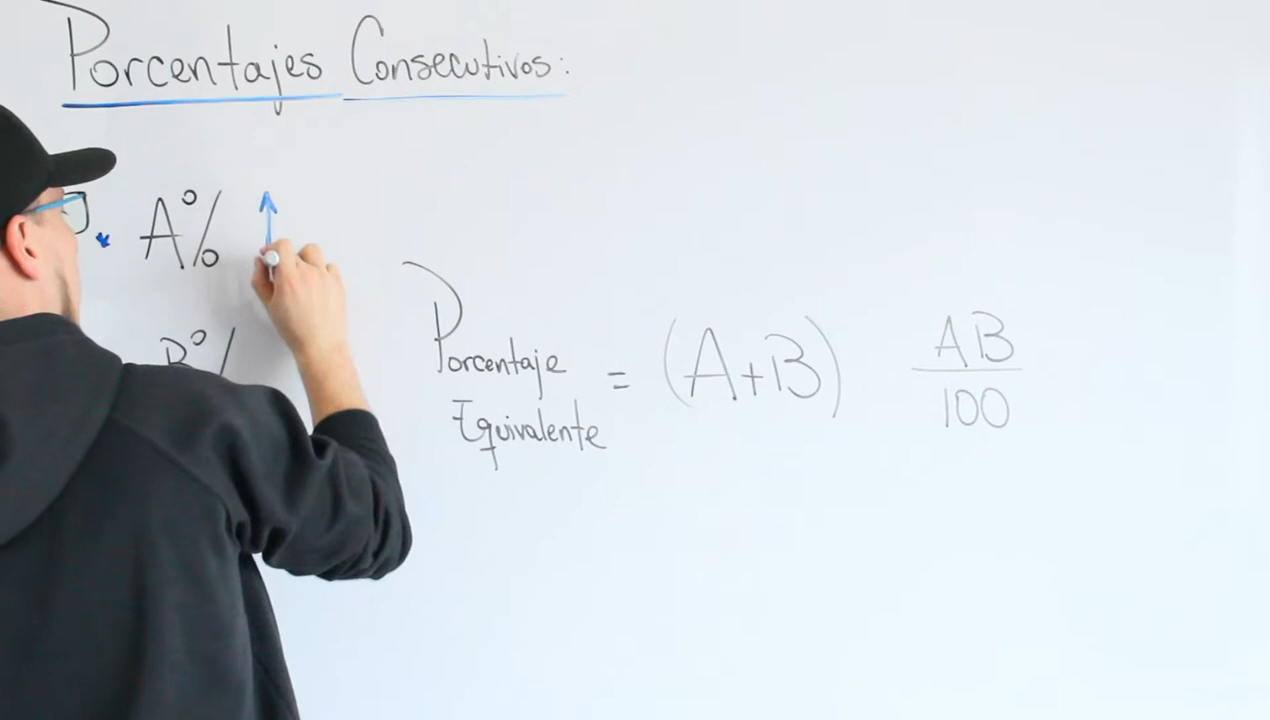 Porcentajes Consecutivos:
A%
B%
Porcentaje
Equivalente
= (A+B) AB
100